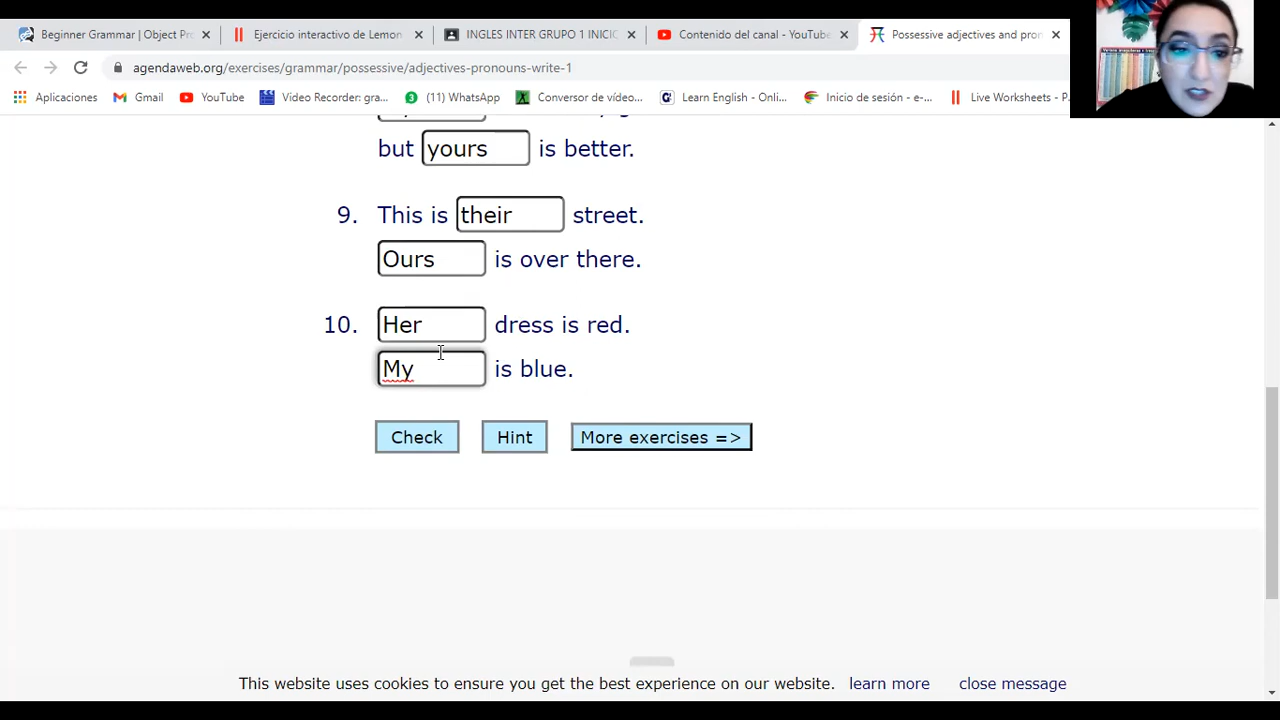 Beginner Grammar | Object Pro
Ejercicio interactivo de Lemon
INGLES INTER GRUPO 1 INICIO
Contenido del canal - YouTube
Possessive adjectives and pron
agendaweb.org/exercises/grammar/possessive/adjectives-pronouns-write-1
Aplicaciones
Gmail
YouTube
Video Recorder: gra...
(11) WhatsApp
Conversor de vídeo...
Learn English - Onli...
Inicio de sesión - e-...
Live Worksheets - P.
but yours is better.
9. This is their street.
Ours is over there.
10. Her dress is red.
My is blue.
Check Hint More exercises =>
This website uses cookies to ensure you get the best experience on our website. learn more close message